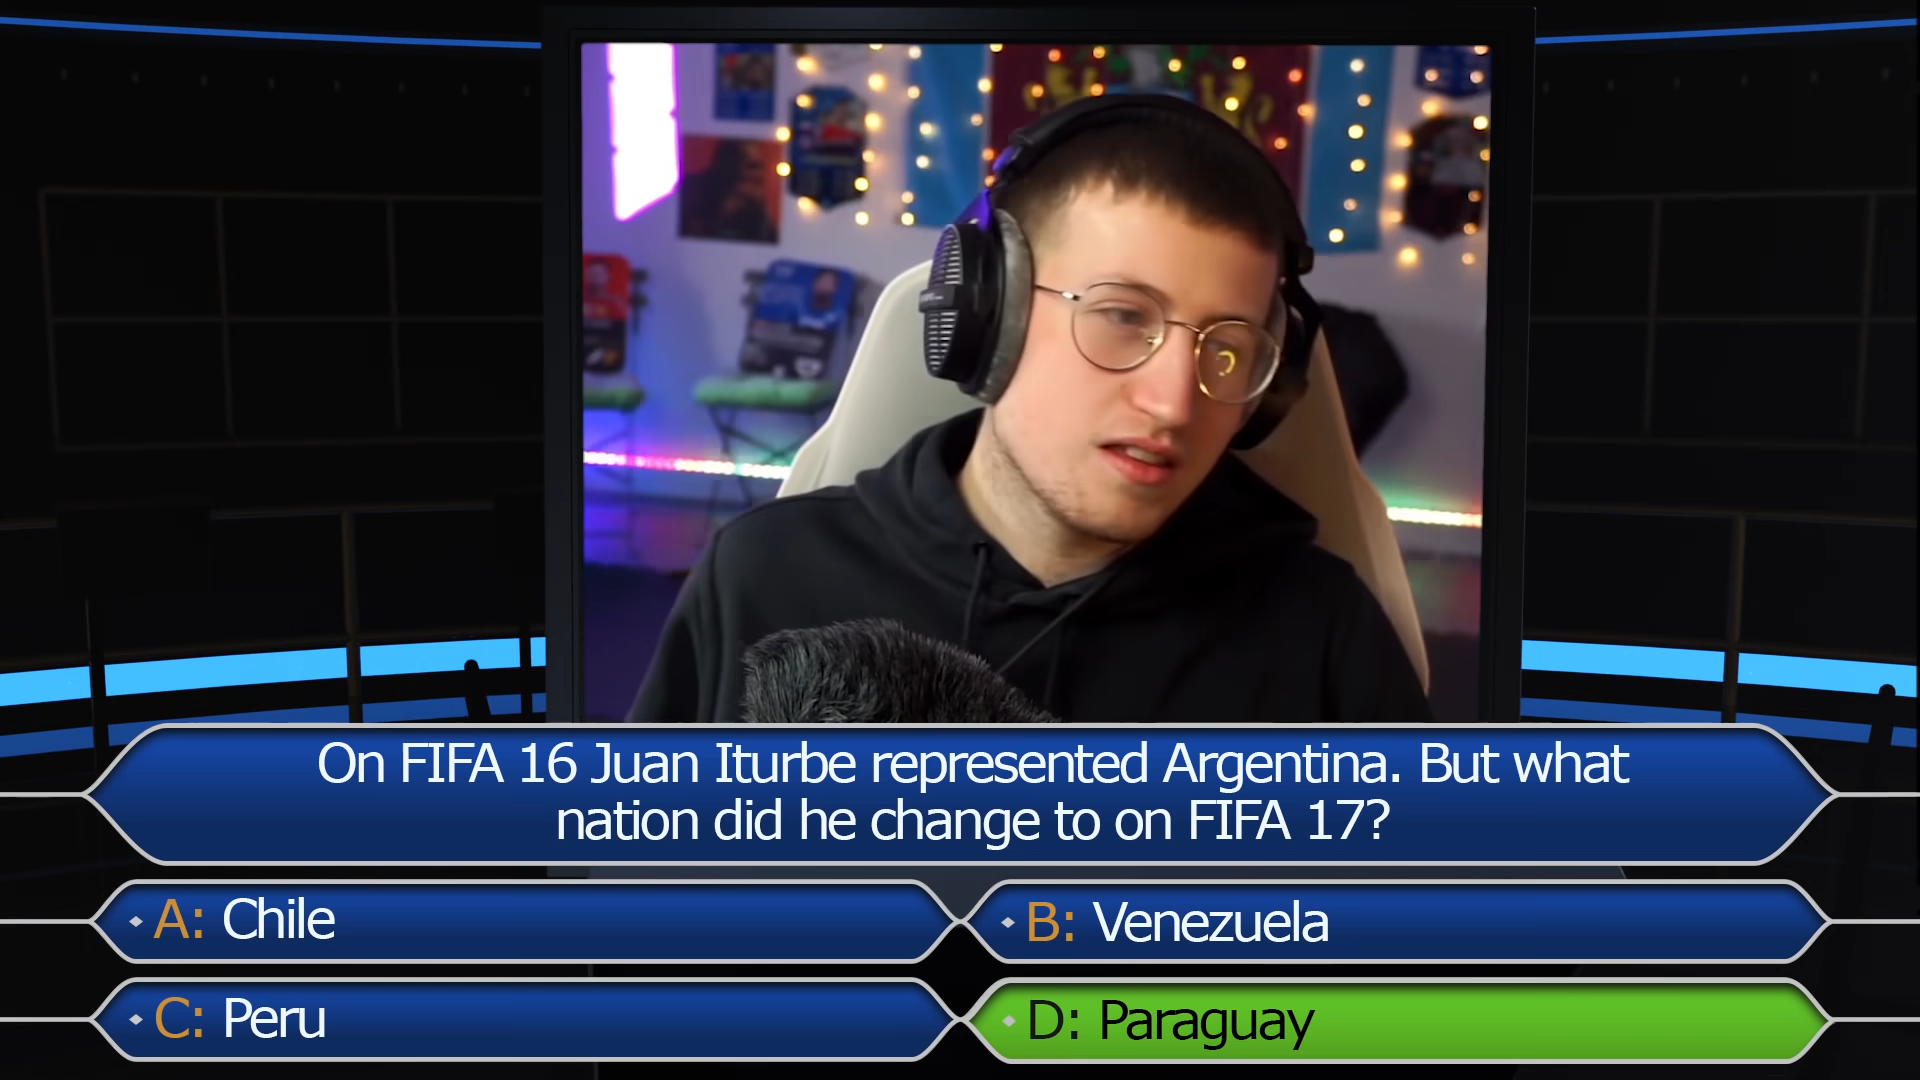 On FIFA 16 Juan Iturbe represented Argentina. But what
nation did he change to on FIFA 17?
A: Chile
B: Venezuela
C: Peru
D: Paraguay